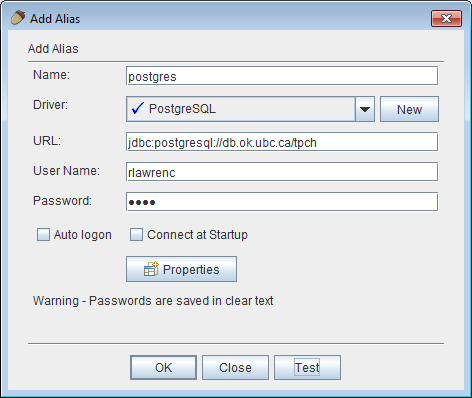 Add Alias
Add Alias
Name: postgres
Driver: PostgreSQL New
URL: jdbc:postgresql://db.ok.ubc.ca/tpch
User Name: rlawrenc
Password: ••••
Auto logon Connect at Startup
Properties
Warning - Passwords are saved in clear text
OK Close Test